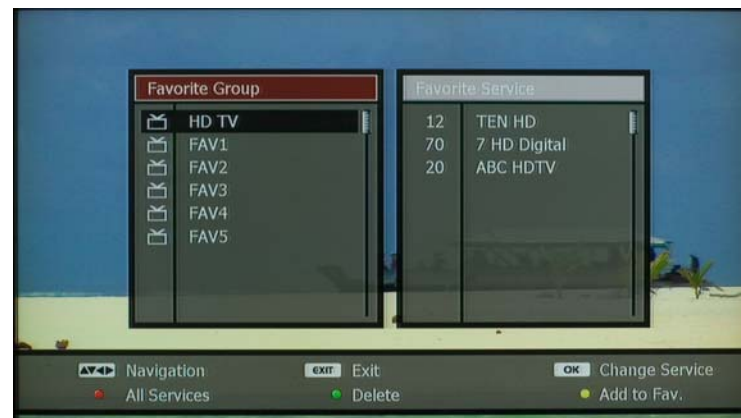 Favorite Group
HD TV
FAV1
FAV2
FAV3
FAV4
FAV5
Favorite Service
12 TEN HD
70 7 HD Digital
20 ABC HDTV
Navigation
EXIT Exit
OK Change Service
All Services
Delete
Add to Fav.